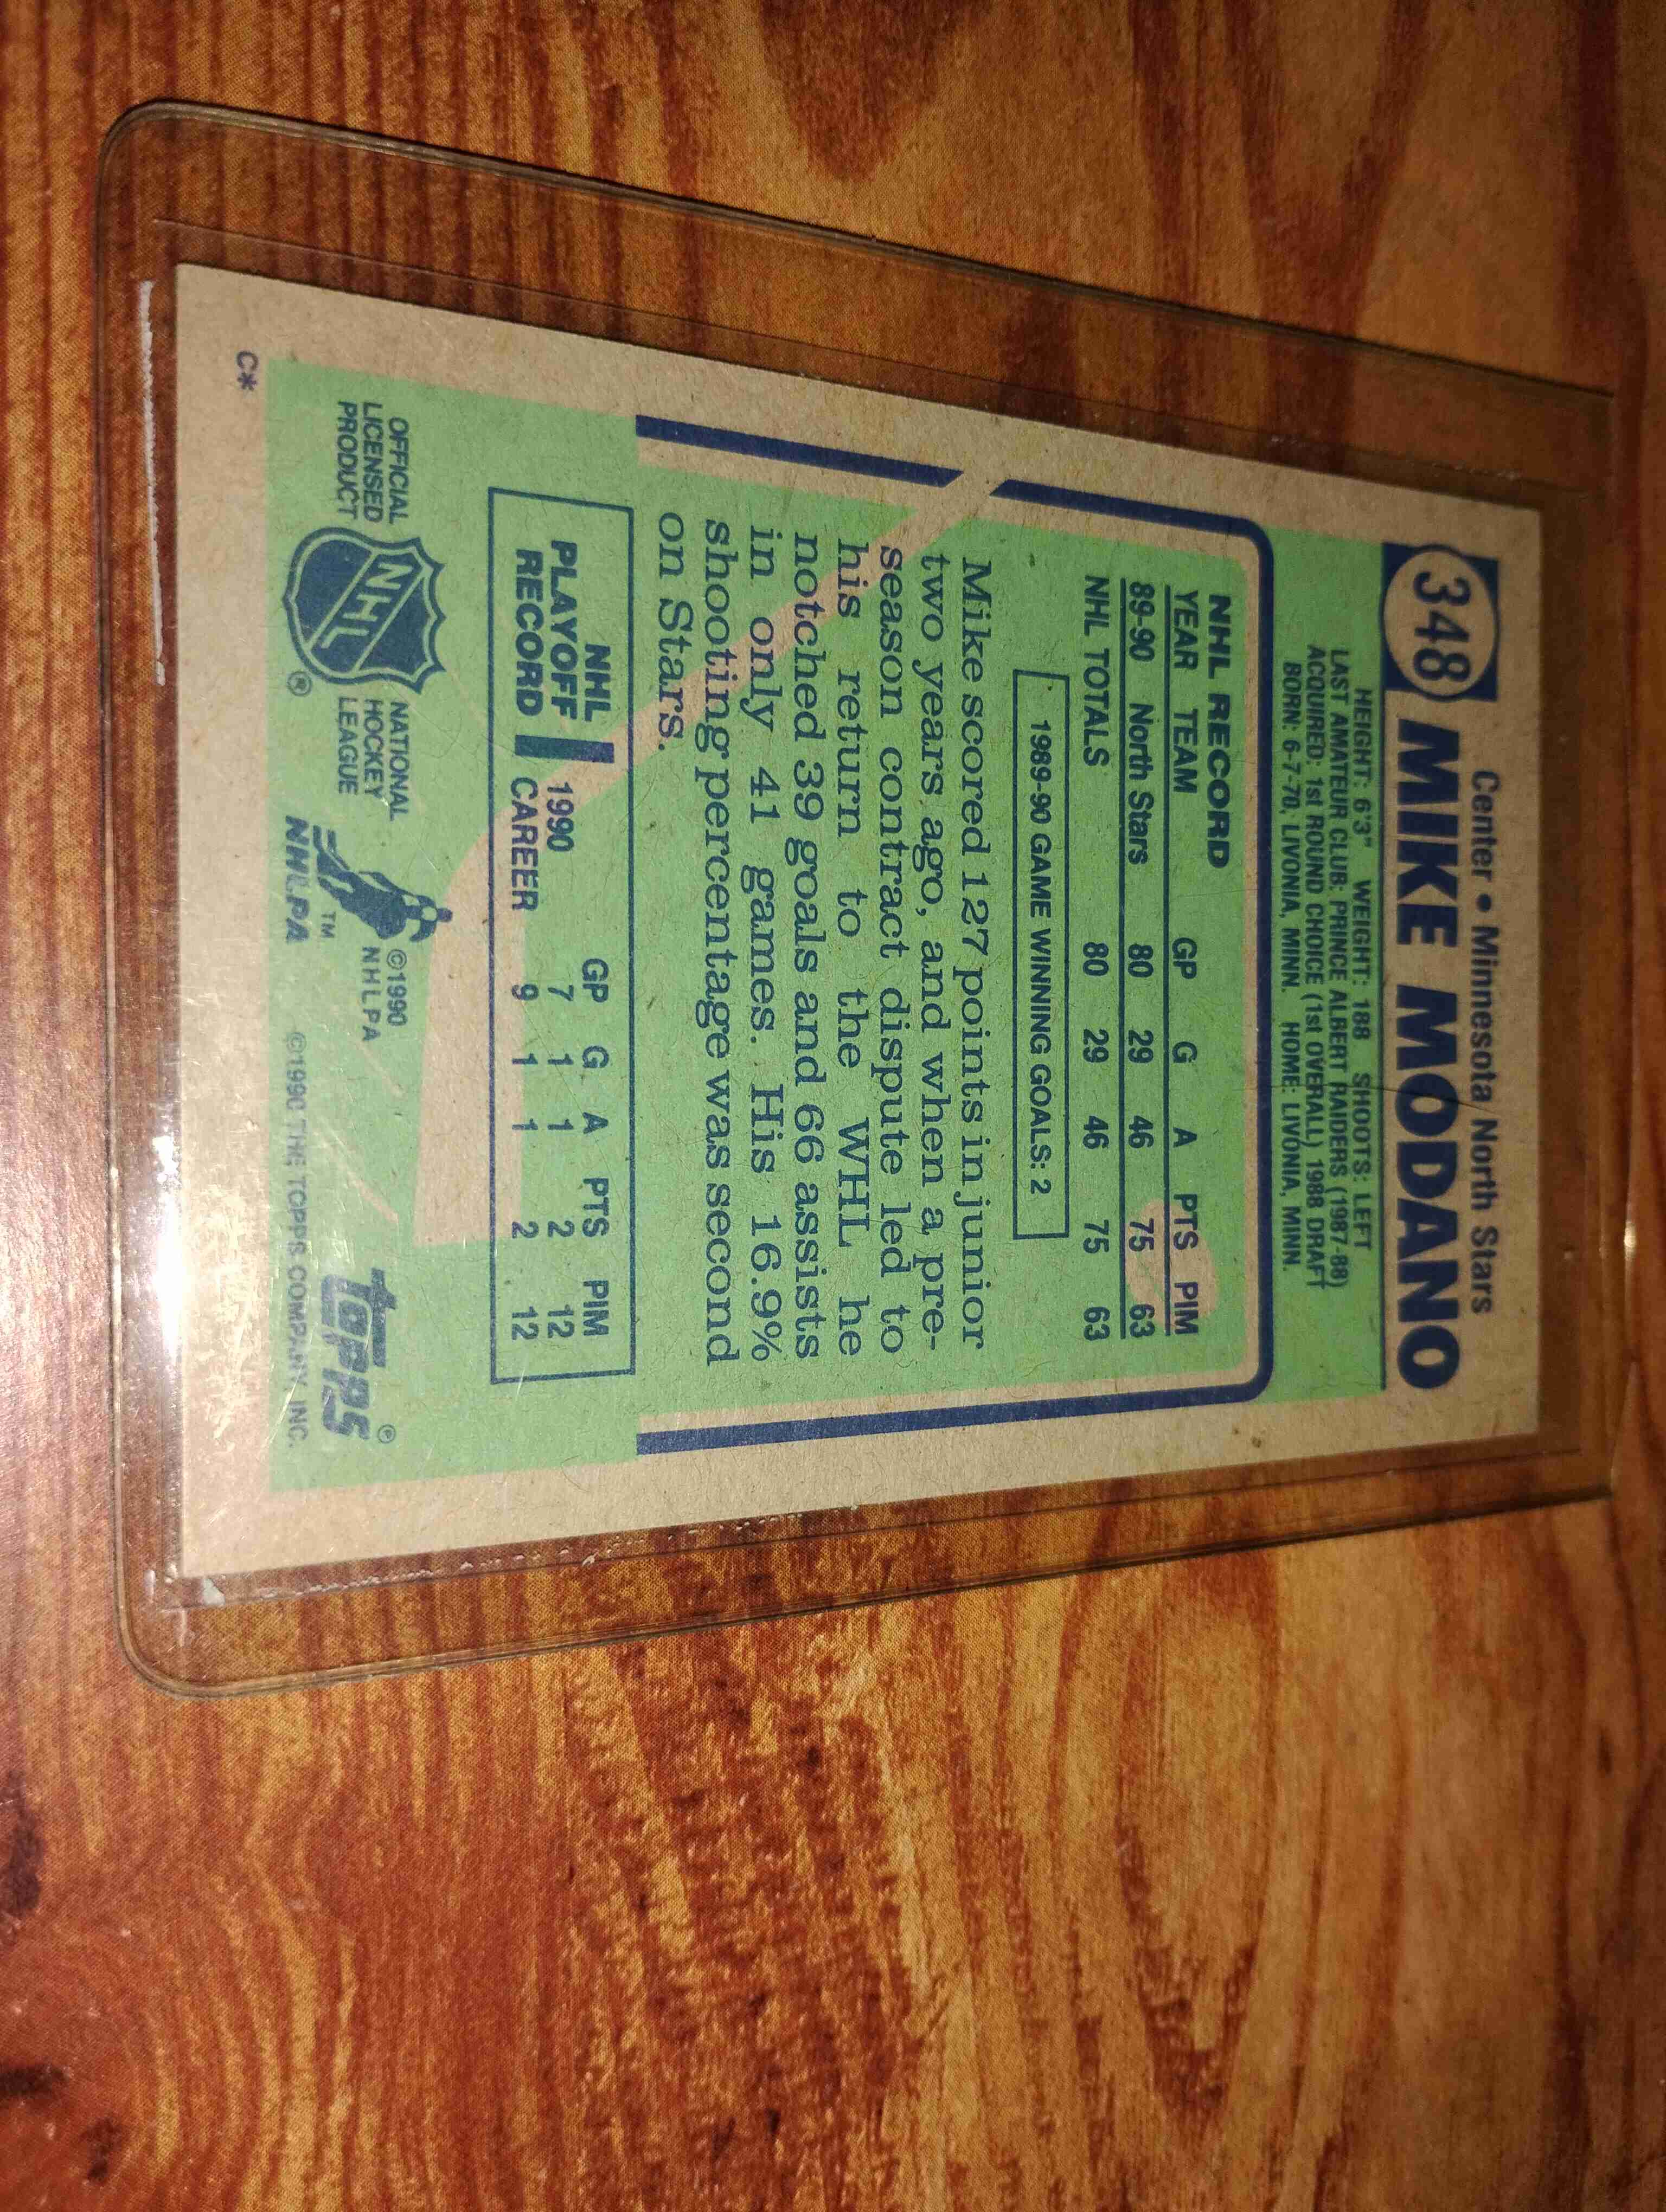 Center • Minnesota North Stars
348 MIKE MODANO
HEIGHT: 6'3" WEIGHT: 188 SHOOTS: LEFT
LAST AMATEUR CLUB: PRINCE ALBERT RAIDERS (1987-88)
ACQUIRED: 1st ROUND CHOICE (1st OVERALL) 1988 DRAFT
BORN: 6-7-70, LIVONIA, MINN. HOME: LIVONIA, MINN.
NHL RECORD
YEAR TEAM GP G A PTS PIM
89-90 North Stars 80 29 46 75 63
NHL TOTALS 80 29 46 75 63
1989-90 GAME WINNING GOALS: 2
Mike scored 127 points in junior
two years ago, and when a pre-
season contract dispute led to
his return to the WHL he
notched 39 goals and 66 assists
in only 41 games. His 16.9%
shooting percentage was second
on Stars.
NHL
PLAYOFF
RECORD
GP G A PTS PIM
1990 7 1 1 2 12
CAREER 9 1 1 2 12
OFFICIAL
LICENSED
PRODUCT
NHL ®
NATIONAL
HOCKEY
LEAGUE
©1990
NHLPA
TM
NHLPA
TOPPS ®
©1990 THE TOPPS COMPANY, INC.
C*